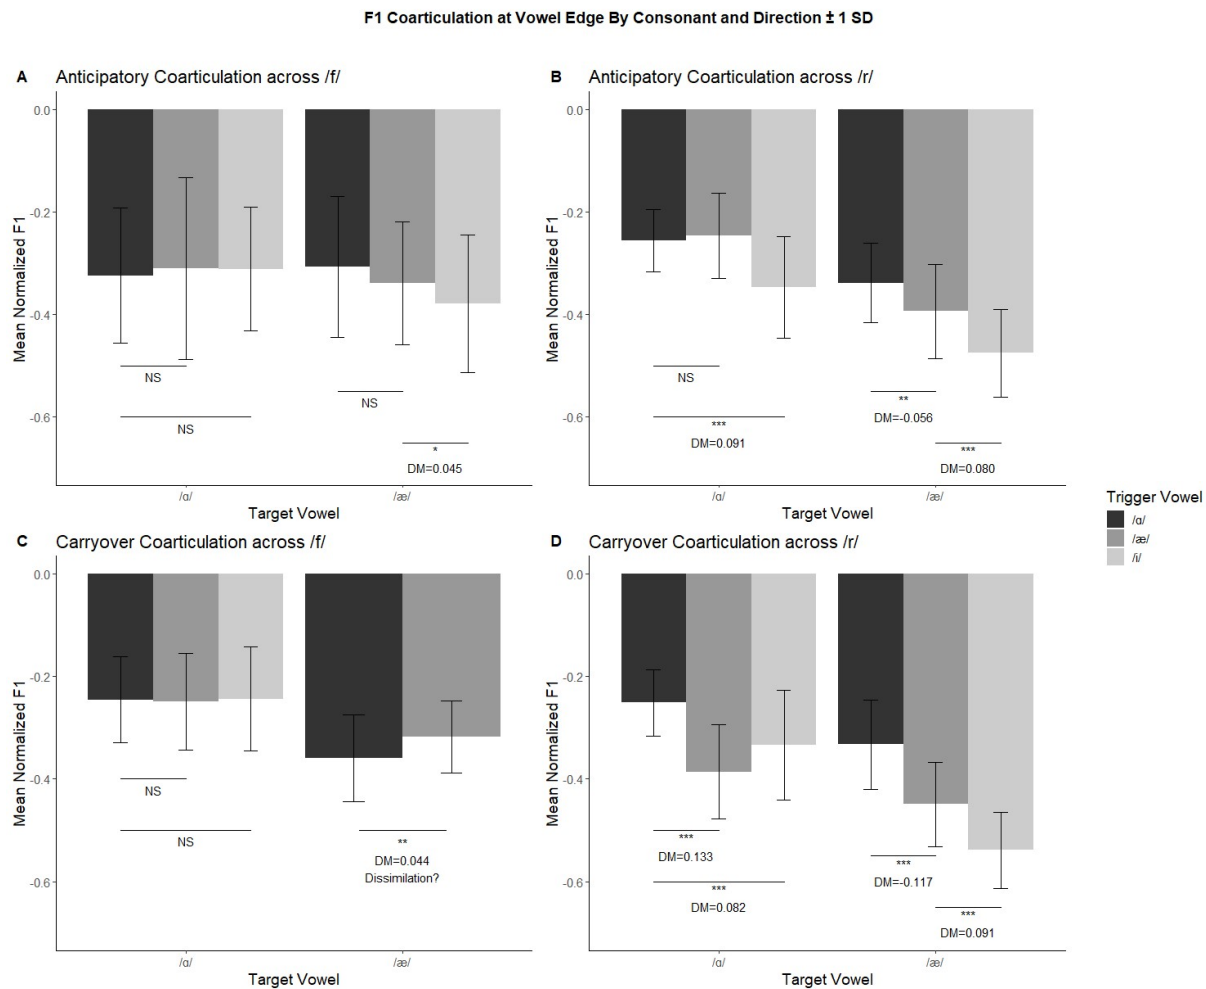 F1 Coarticulation at Vowel Edge By Consonant and Direction ± 1 SD
A Anticipatory Coarticulation across /f/
Mean Normalized F1
0.0
-0.2
-0.4
-0.6
NS
NS
NS
*
DM=0.045
/ɑ/ /æ/
Target Vowel
B Anticipatory Coarticulation across /r/
Mean Normalized F1
0.0
-0.2
-0.4
-0.6
NS
***
DM=0.091
**
DM=-0.056
***
DM=0.080
/ɑ/ /æ/
Target Vowel
C Carryover Coarticulation across /f/
Mean Normalized F1
0.0
-0.2
-0.4
-0.6
NS
NS
**
DM=0.044
Dissimilation?
/ɑ/ /æ/
Target Vowel
D Carryover Coarticulation across /r/
Mean Normalized F1
0.0
-0.2
-0.4
-0.6
***
DM=0.133
***
DM=0.082
***
DM=-0.117
***
DM=0.091
/ɑ/ /æ/
Target Vowel
Trigger Vowel
/ɑ/
/æ/
/i/